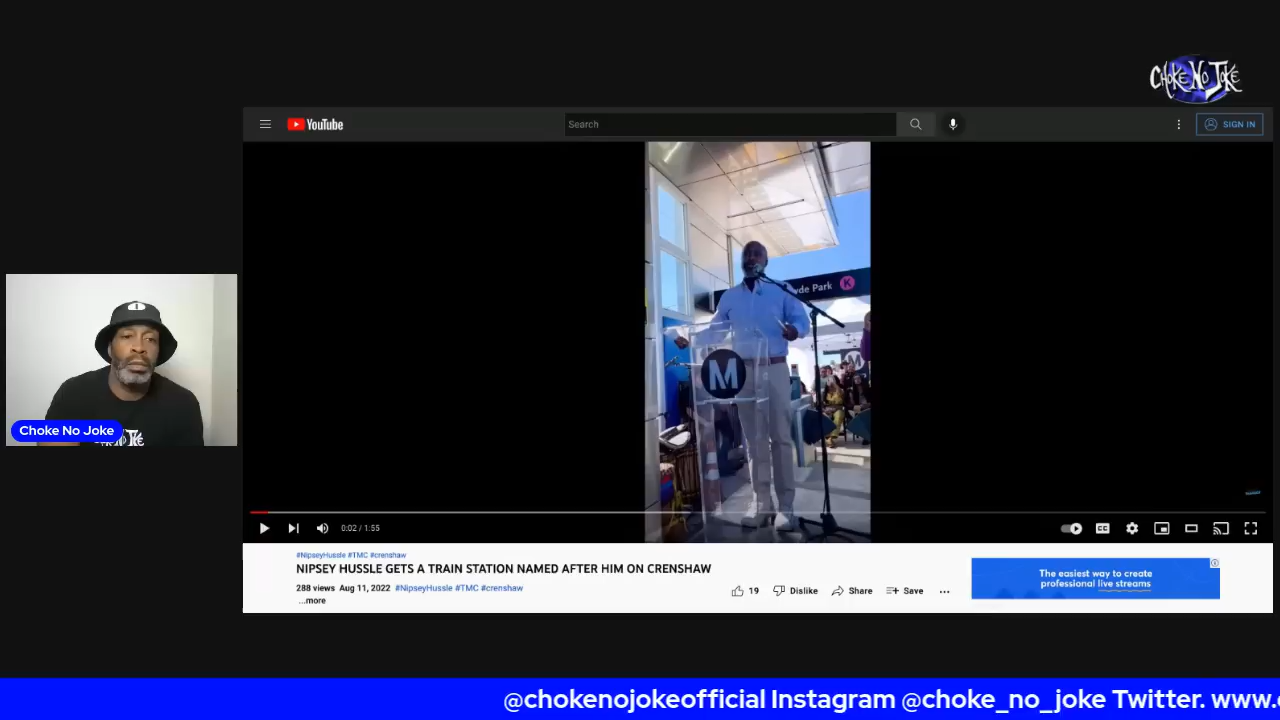 CHOKE NO JOKE
YouTube
Search
SIGN IN
yde Park K
M
M
Choke No Joke
0:02 / 1:55
CC
#NipseyHussle #TMC #crenshaw
NIPSEY HUSSLE GETS A TRAIN STATION NAMED AFTER HIM ON CRENSHAW
288 views Aug 11, 2022 #NipseyHussle #TMC #crenshaw
...more
19 Dislike Share Save ...
The easiest way to create
professional live streams
@chokenojokeofficial Instagram @choke_no_joke Twitter. www.